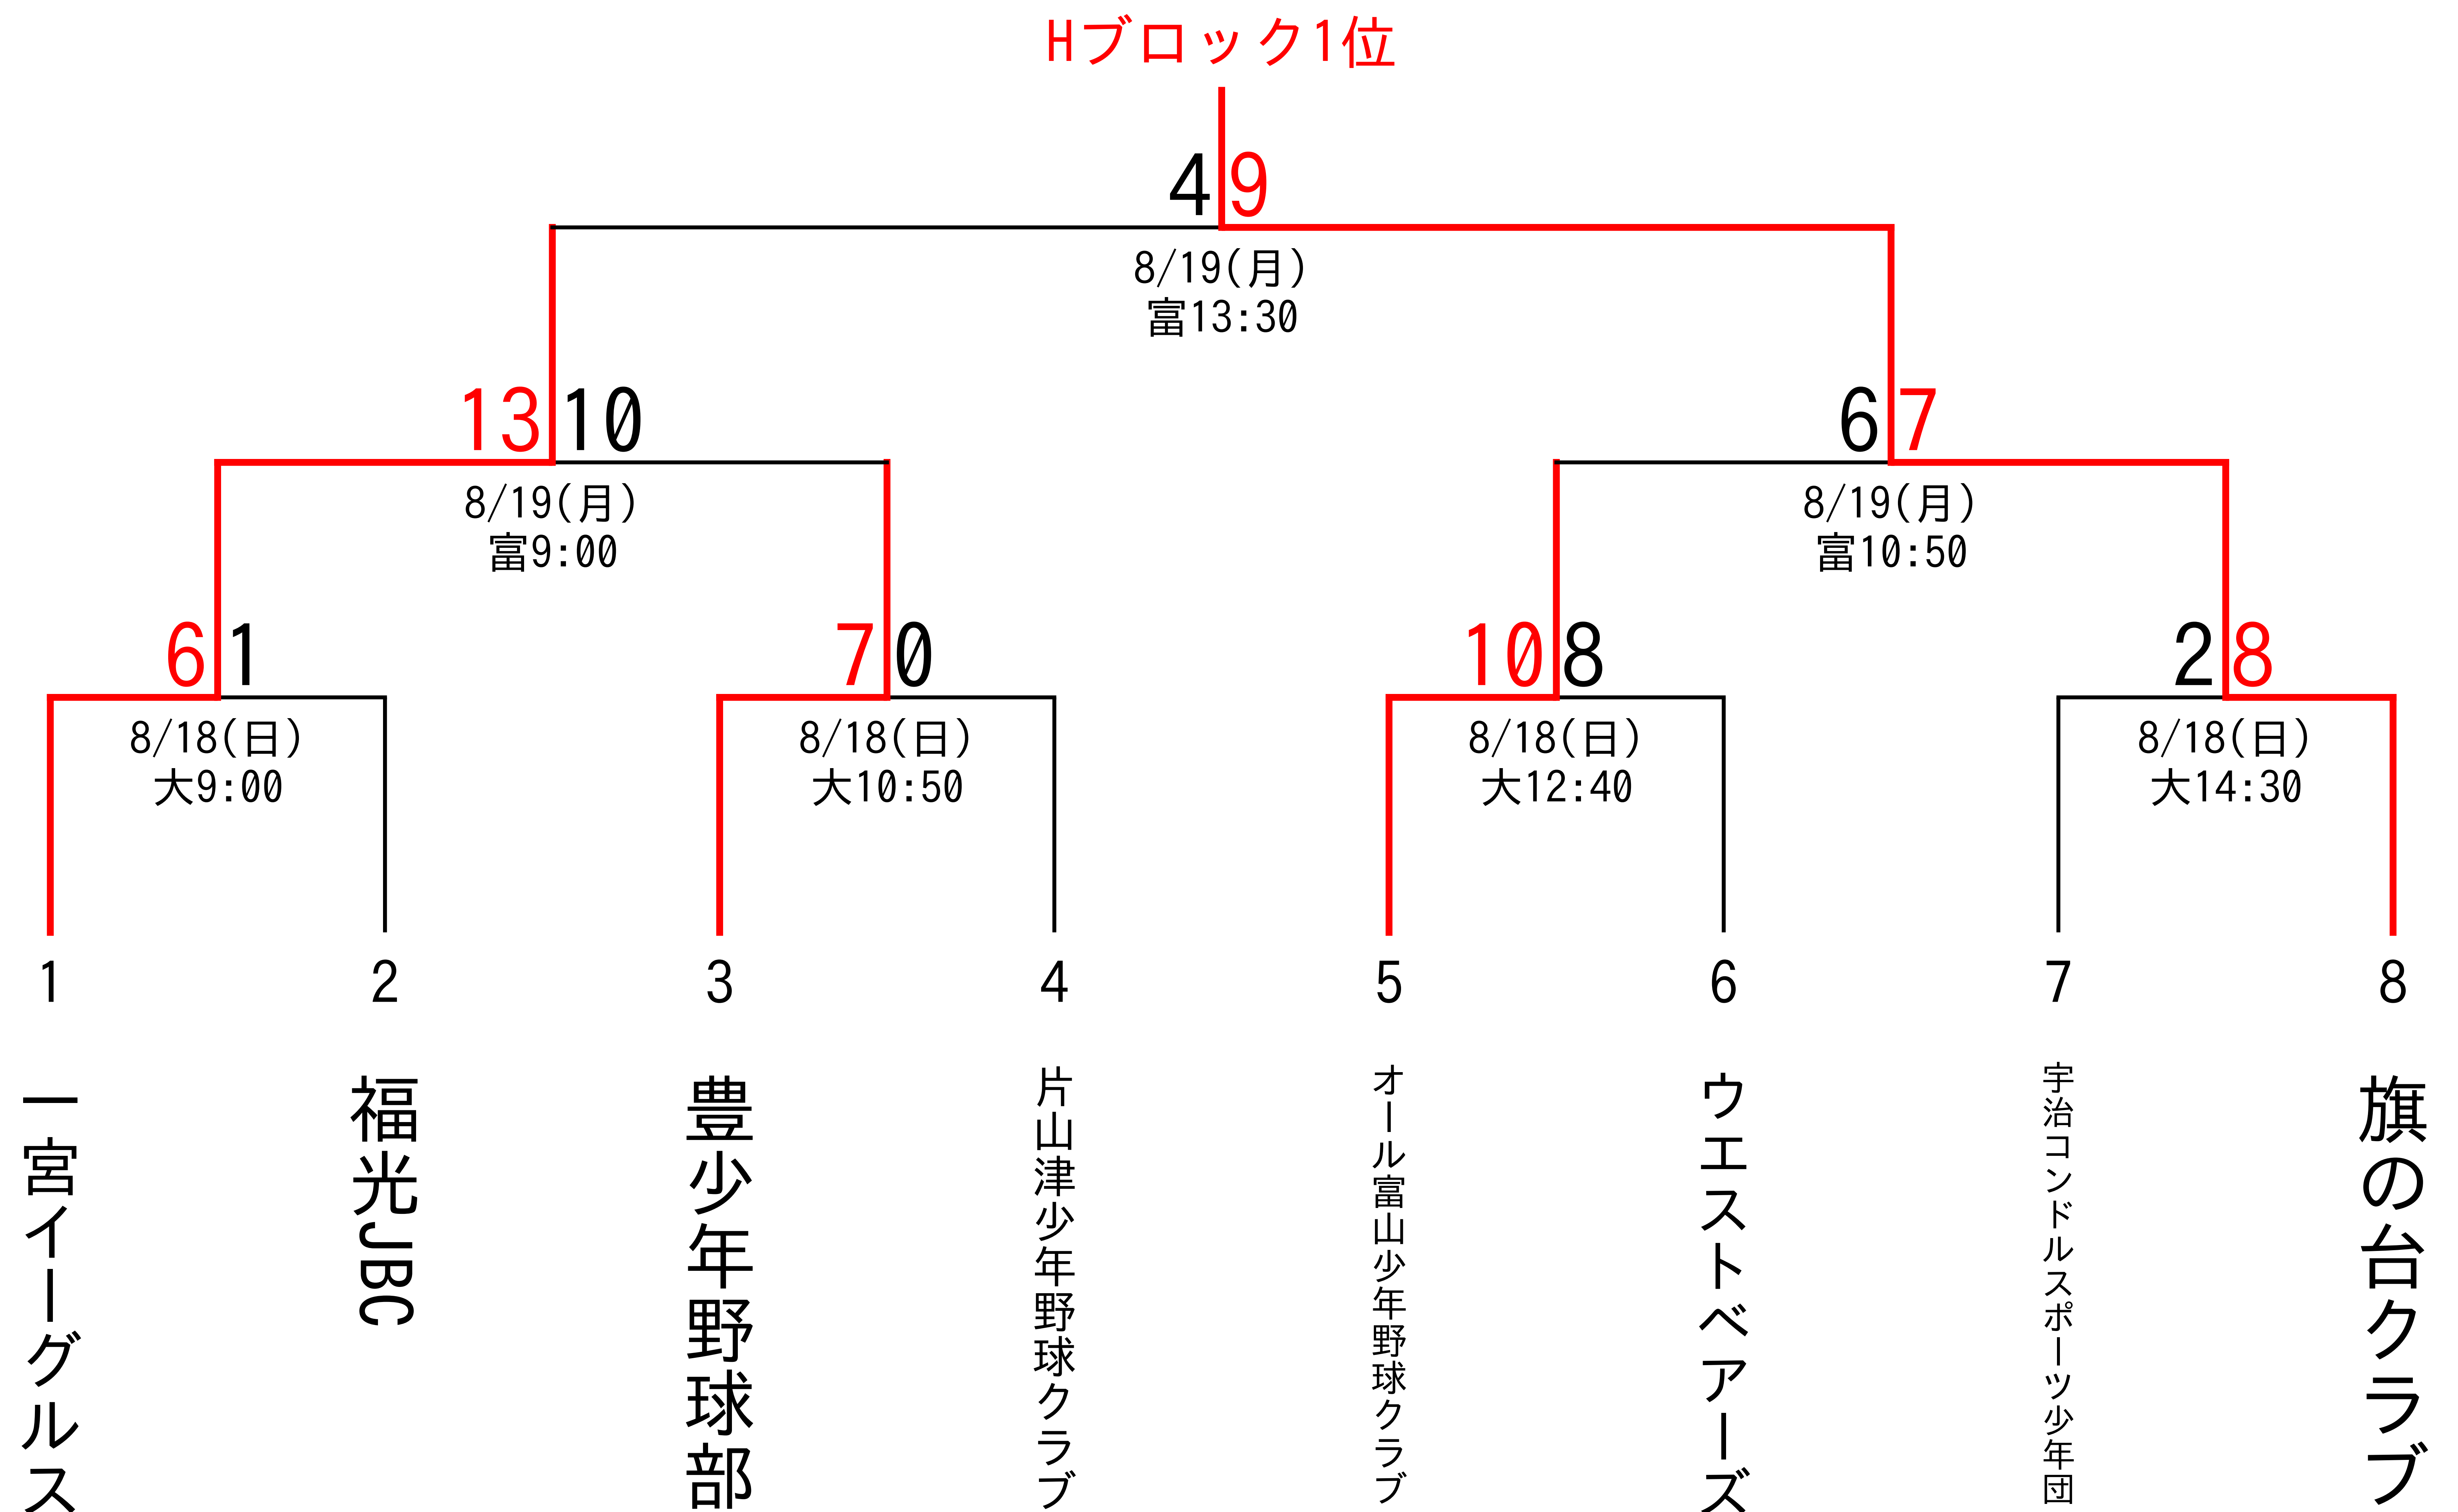 Hブロック1位
4 9
8/19(月)
富13:30
13 10
6 7
8/19(月)
富9:00
8/19(月)
富10:50
6 1
7 0
10 8
2 8
8/18(日)
大9:00
8/18(日)
大10:50
8/18(日)
大12:40
8/18(日)
大14:30
1
2
3
4
5
6
7
8
一宮イーグルス
福光JBC
豊少年野球部
片山津少年野球クラブ
オール富山少年野球クラブ
ウエストベアーズ
宇治コンドルスポーツ少年団
旗の台クラブ